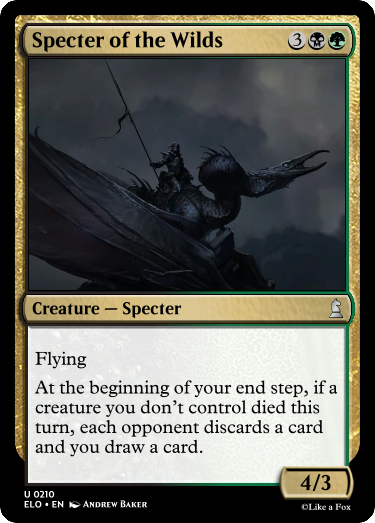 Specter of the Wilds 3
Creature — Specter
Flying
At the beginning of your end step, if a
creature you don't control died this
turn, each opponent discards a card
and you draw a card.
4/3
U 0210
ELO • EN Andrew Baker
©Like a Fox